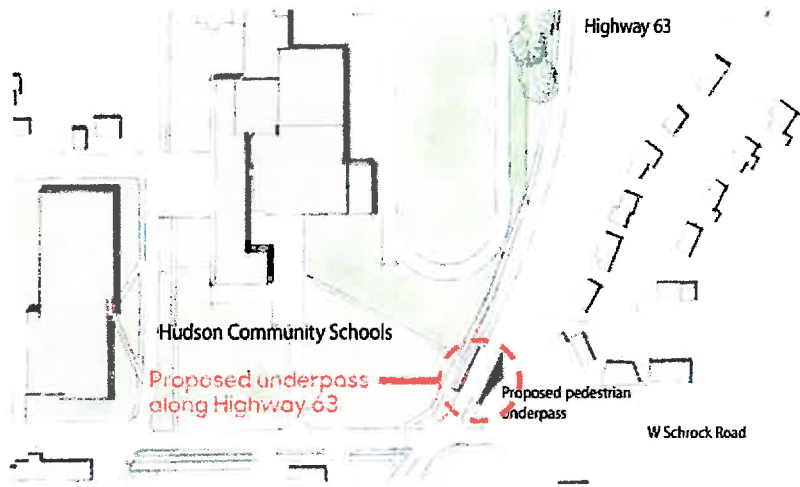 Highway 63
Hudson Community Schools
Proposed underpass
along Highway 63
Proposed pedestrian
underpass
W Schrock Road